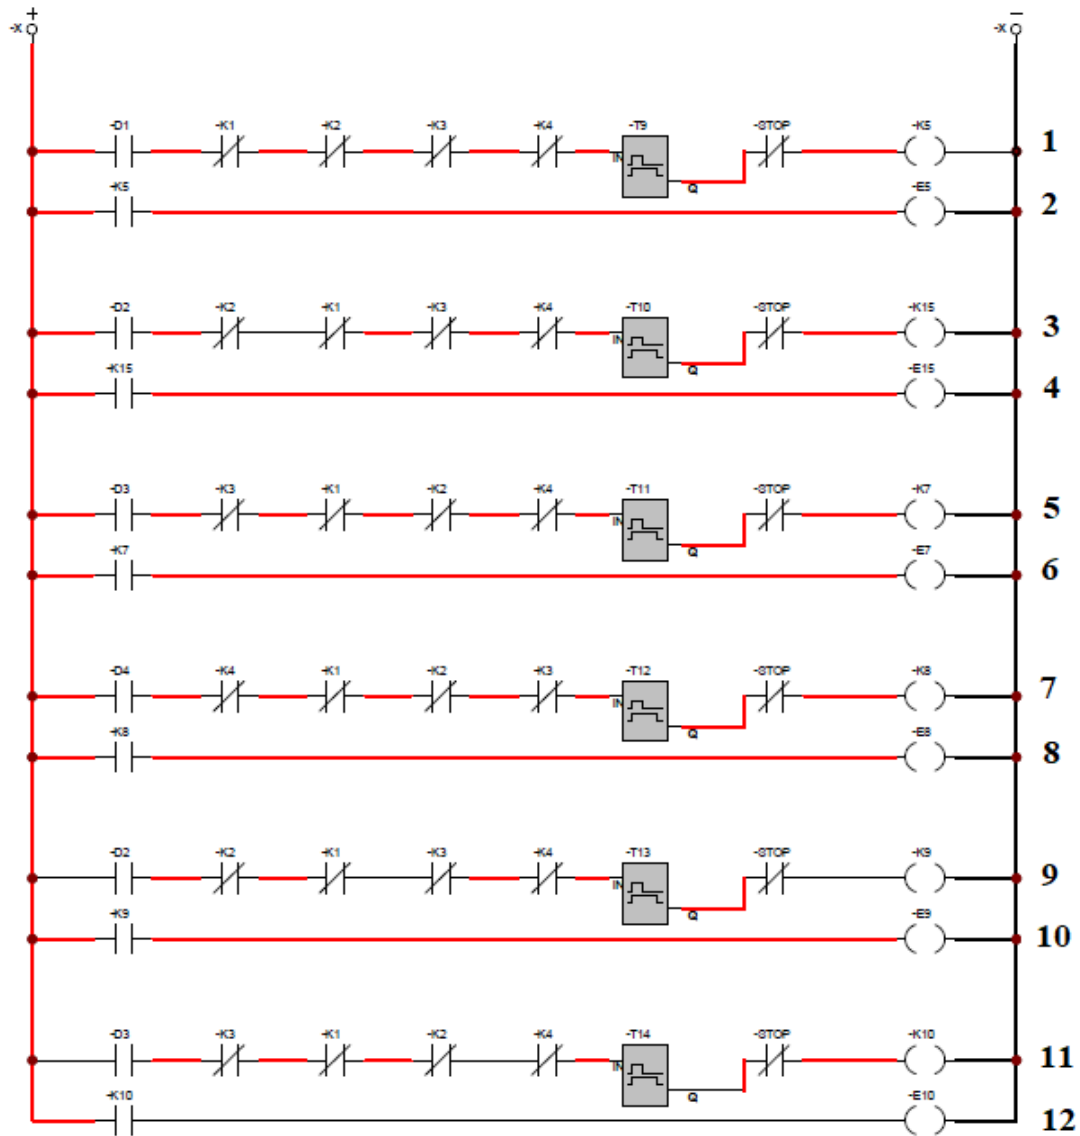 + −
-x -x
-D1 -K1 -K2 -K3 -K4 -T9 -STOP -K5 1
IN Q
-K5 -E5 2
-D2 -K2 -K1 -K3 -K4 -T10 -STOP -K15 3
IN Q
-K15 -E15 4
-D3 -K3 -K1 -K2 -K4 -T11 -STOP -K7 5
IN Q
-K7 -E7 6
-D4 -K4 -K1 -K2 -K3 -T12 -STOP -K8 7
IN Q
-K8 -E8 8
-D2 -K2 -K1 -K3 -K4 -T13 -STOP -K9 9
IN Q
-K9 -E9 10
-D3 -K3 -K1 -K2 -K4 -T14 -STOP -K10 11
IN Q
-K10 -E10 12